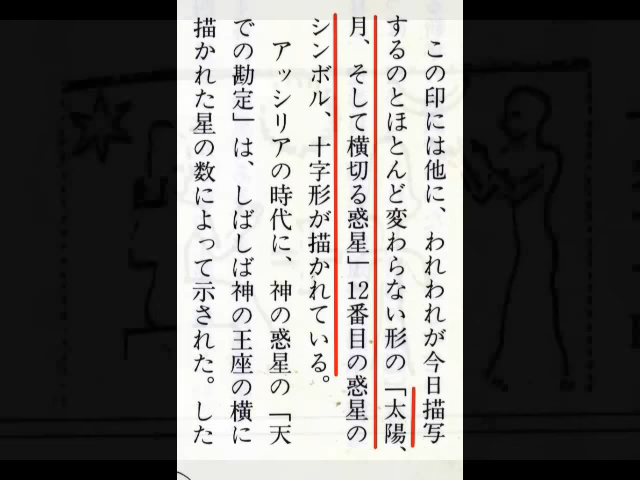 この印には他に、われわれが今日描写
するのとほとんど変わらない形の「太陽、
月、そして横切る惑星」12番目の惑星の
シンボル、十字形が描かれている。
アッシリアの時代に、神の惑星の「天
での勘定」は、しばしば神の王座の横に
描かれた星の数によって示された。した